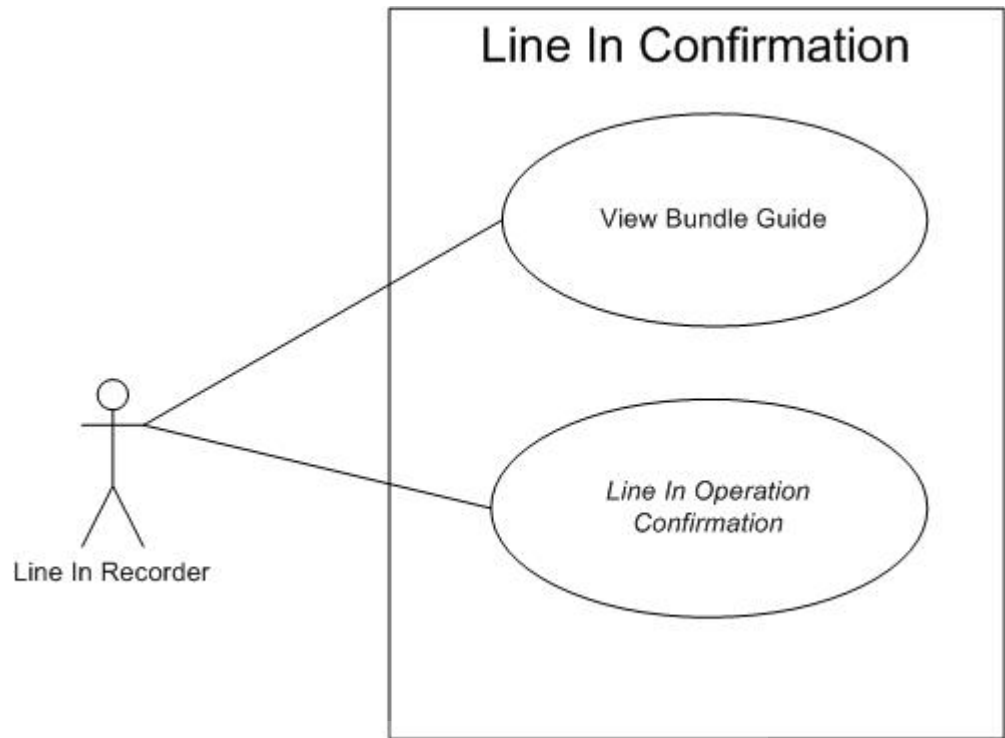 Line In Confirmation
View Bundle Guide
Line In Operation
Confirmation
Line In Recorder